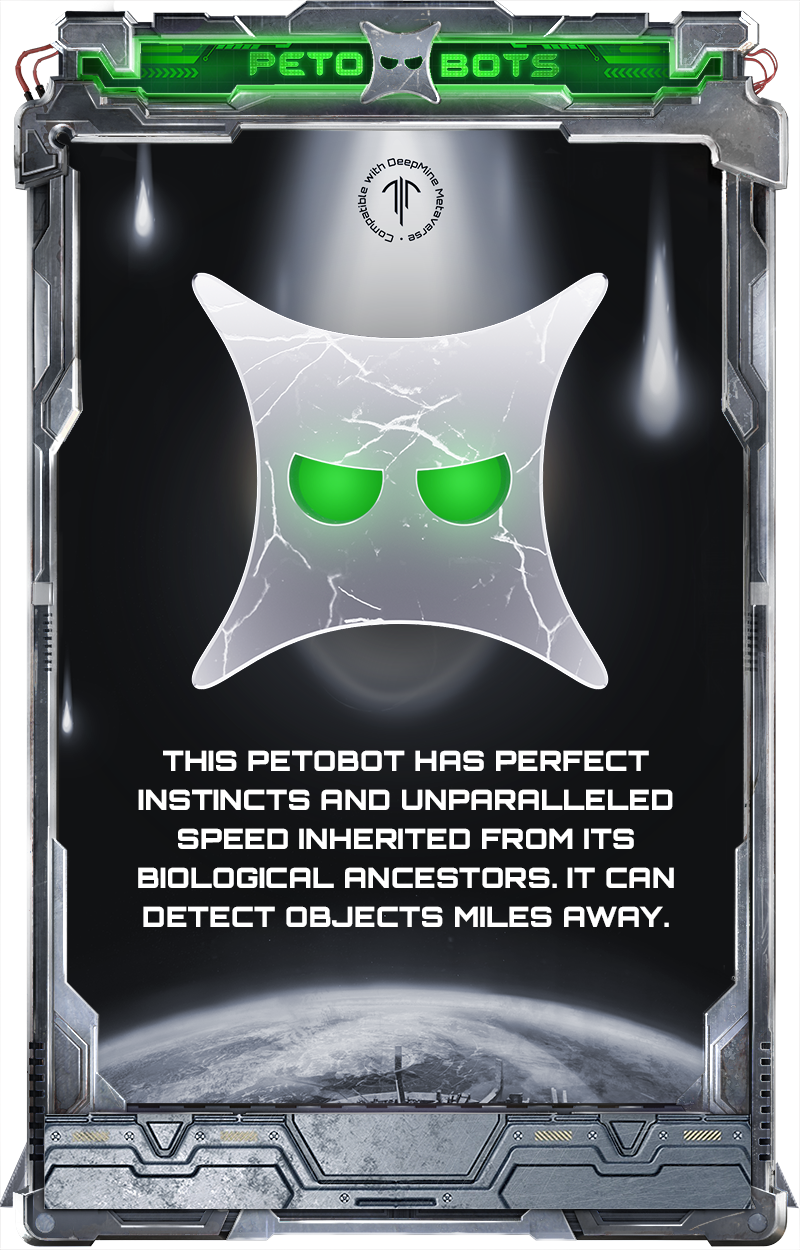 PETO BOTS
Compatible with DeepMine Metaverse •
THIS PETOBOT HAS PERFECT
INSTINCTS AND UNPARALLELED
SPEED INHERITED FROM ITS
BIOLOGICAL ANCESTORS. IT CAN
DETECT OBJECTS MILES AWAY.